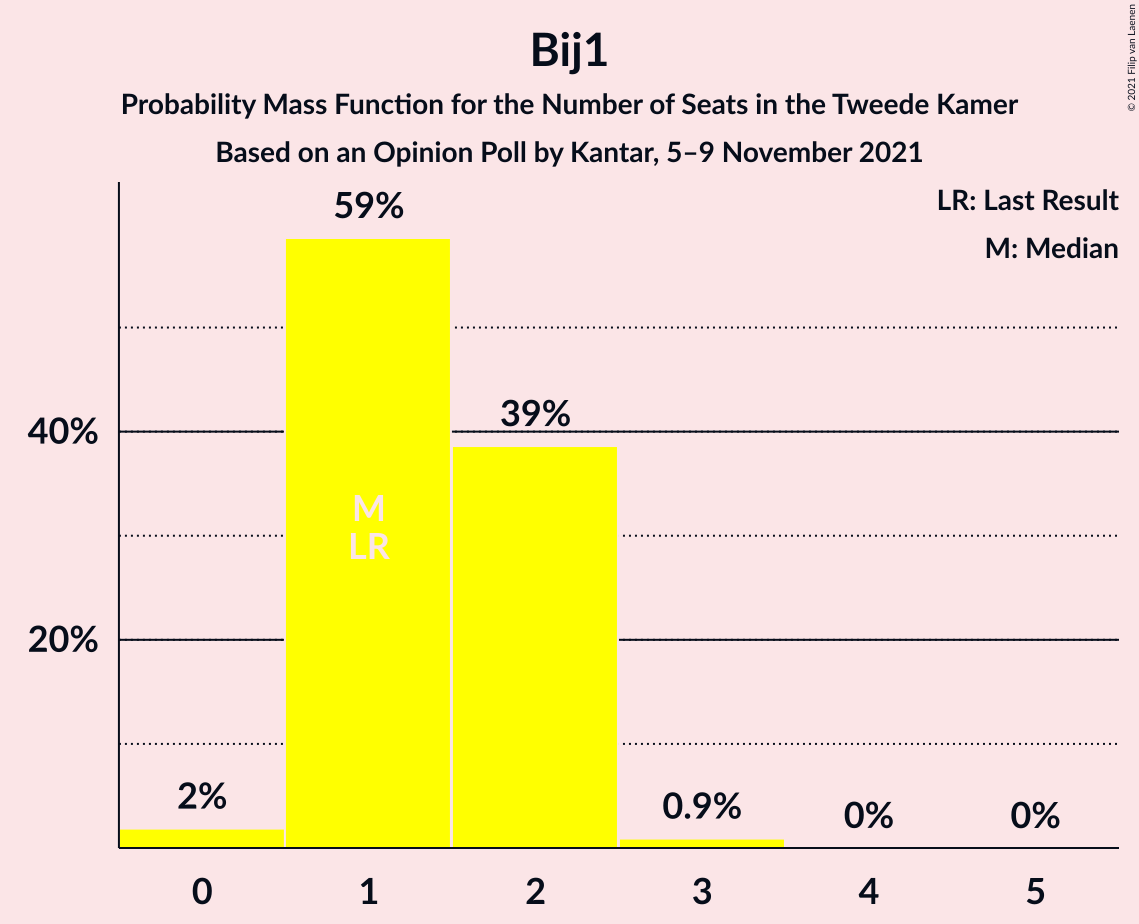 Bij1
Probability Mass Function for the Number of Seats in the Tweede Kamer
Based on an Opinion Poll by Kantar, 5–9 November 2021
© 2021 Filip van Laenen
LR: Last Result
M: Median
59%
39%
40%
M
LR
20%
2%
0.9%
0%
0%
0
1
2
3
4
5